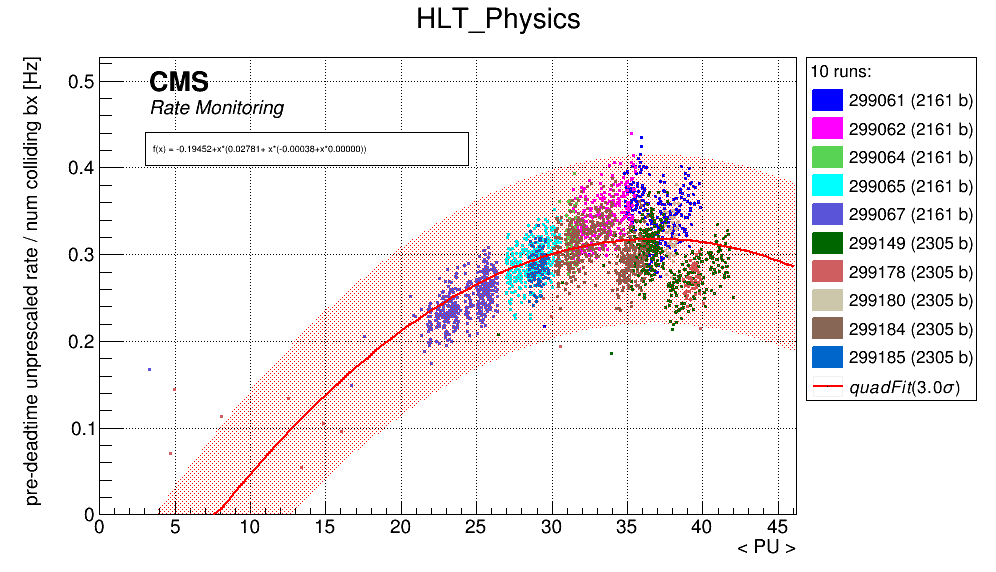 HLT_Physics
pre-deadtime unprescaled rate / num colliding bx [Hz]
CMS
Rate Monitoring
f(x) = -0.19452+x*(0.02781+ x*(-0.00038+x*0.00000))
0.5
0.4
0.3
0.2
0.1
0
0 5 10 15 20 25 30 35 40 45
< PU >
10 runs:
299061 (2161 b)
299062 (2161 b)
299064 (2161 b)
299065 (2161 b)
299067 (2161 b)
299149 (2305 b)
299178 (2305 b)
299180 (2305 b)
299184 (2305 b)
299185 (2305 b)
quadFit(3.0σ)